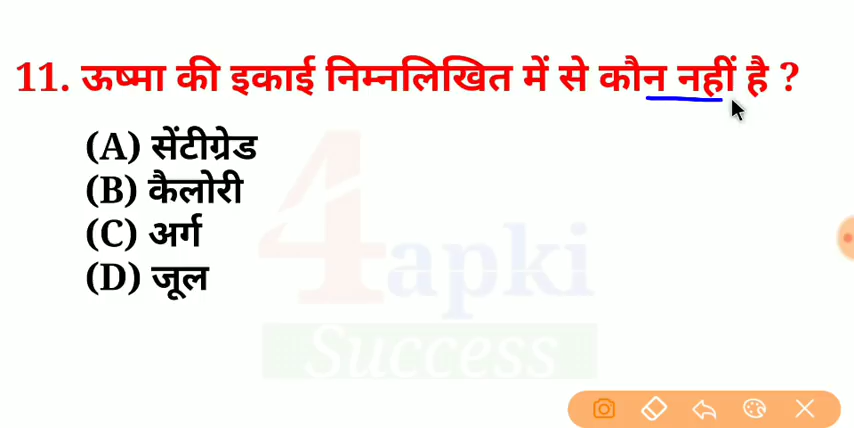 11. ऊष्मा की इकाई निम्नलिखित में से कौन नहीं है ?
(A) सेंटीग्रेड
(B) कैलोरी
(C) अर्ग
(D) जूल
4apki
"Success"